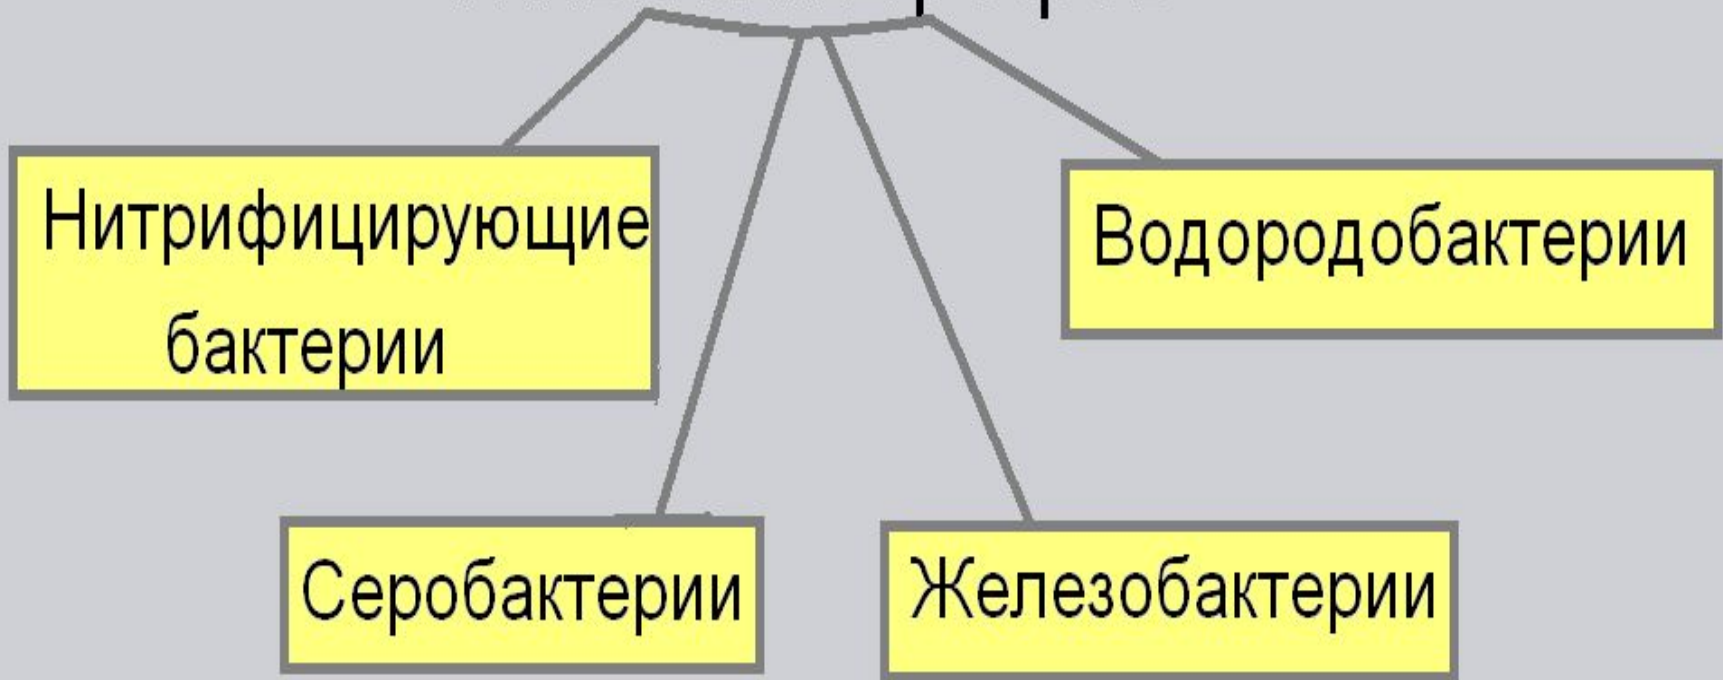 Нитрифицирующие
бактерии
Водородобактерии
Серобактерии
Железобактерии